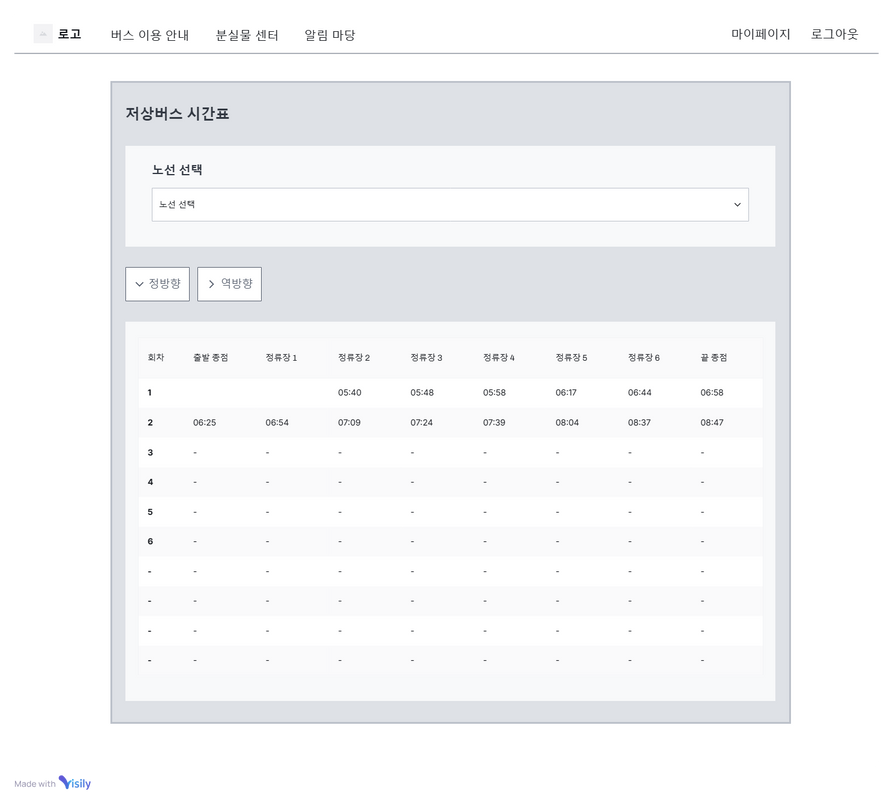 로고 버스 이용 안내 분실물 센터 알림 마당 마이페이지 로그아웃
저상버스 시간표
노선 선택
노선 선택
정방향 역방향
회차 출발 종점 정류장 1 정류장 2 정류장 3 정류장 4 정류장 5 정류장 6 끝 종점
1 05:40 05:48 05:58 06:17 06:44 06:58
2 06:25 06:54 07:09 07:24 07:39 08:04 08:37 08:47
3 - - - - - - - -
4 - - - - - - - -
5 - - - - - - - -
6 - - - - - - - -
- - - - - - - - -
- - - - - - - - -
- - - - - - - - -
- - - - - - - - -
Made with Visily